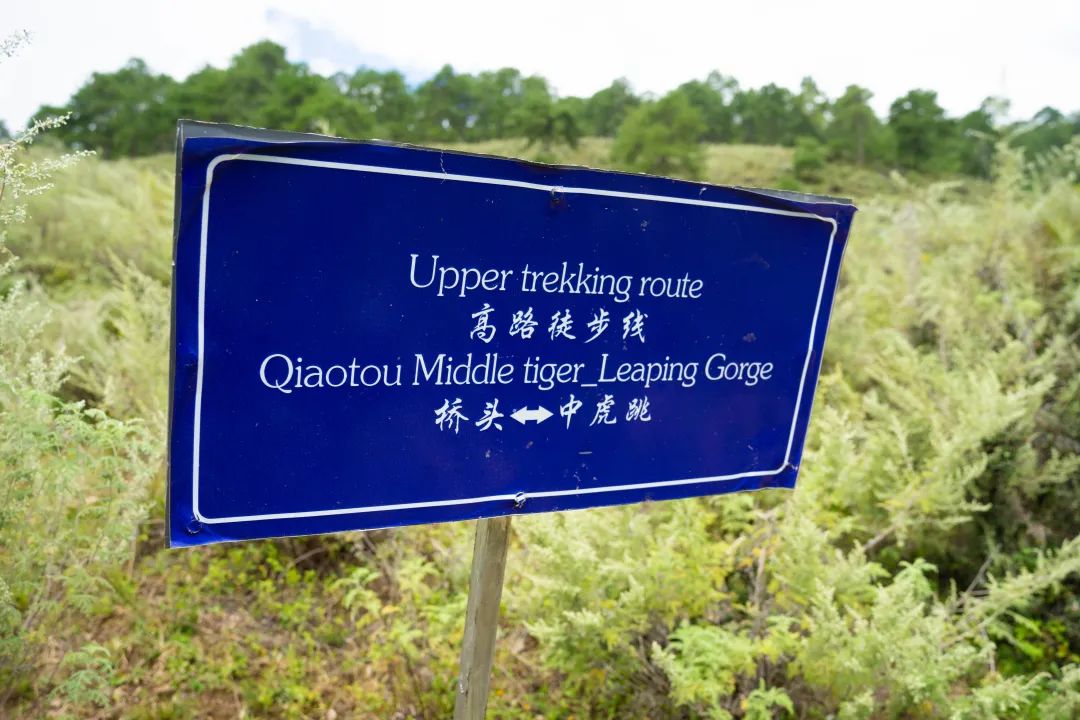 Upper trekking route
高路徒步线
Qiaotou Middle tiger_Leaping Gorge
桥头↔中虎跳